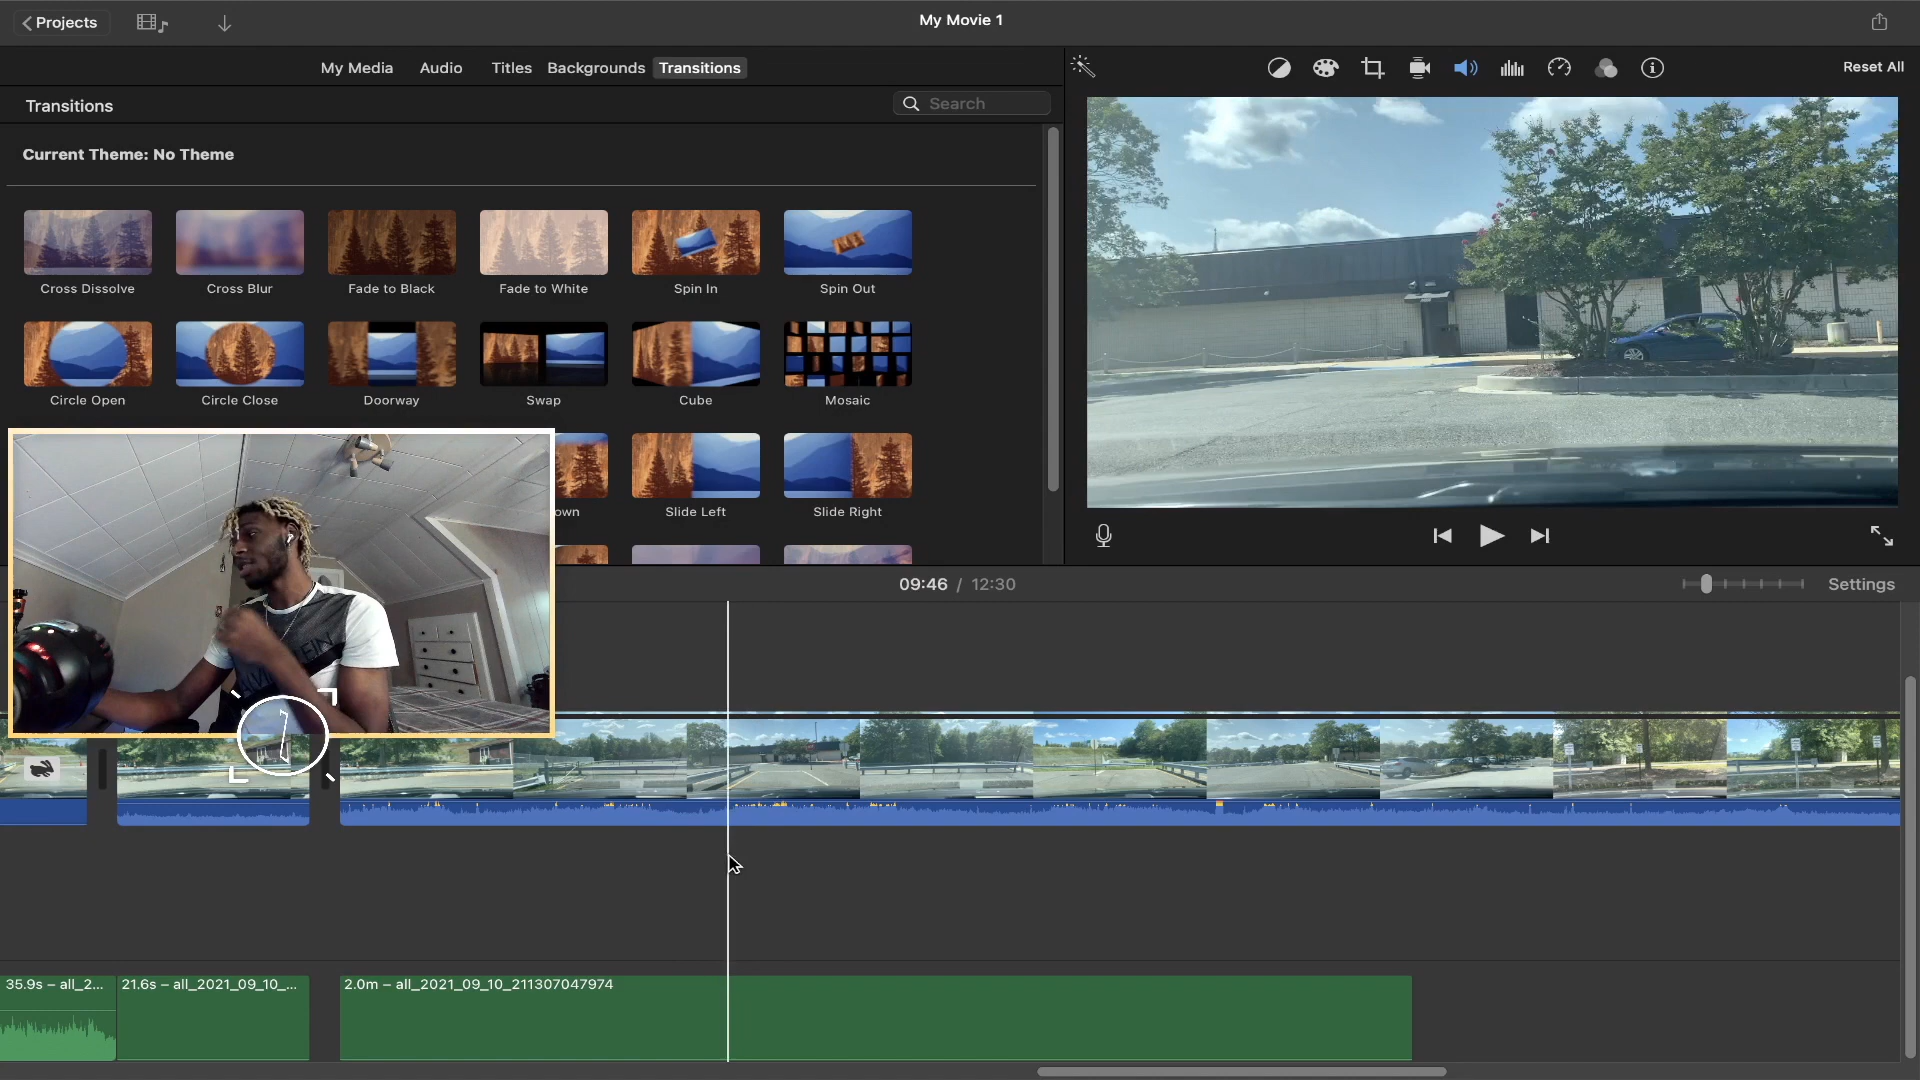 Projects
My Movie 1
My Media
Audio
Titles
Backgrounds
Transitions
Reset All
Transitions
Search
Current Theme: No Theme
Cross Dissolve
Cross Blur
Fade to Black
Fade to White
Spin In
Spin Out
Circle Open
Circle Close
Doorway
Swap
Cube
Mosaic
own
Slide Left
Slide Right
09:46 / 12:30
Settings
35.9s – all_2...
21.6s – all_2021_09_10_...
2.0m – all_2021_09_10_211307047974